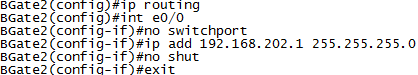 BGate2(config)#ip routing
BGate2(config)#int e0/0
BGate2(config-if)#no switchport
BGate2(config-if)#ip add 192.168.202.1 255.255.255.0
BGate2(config-if)#no shut
BGate2(config-if)#exit